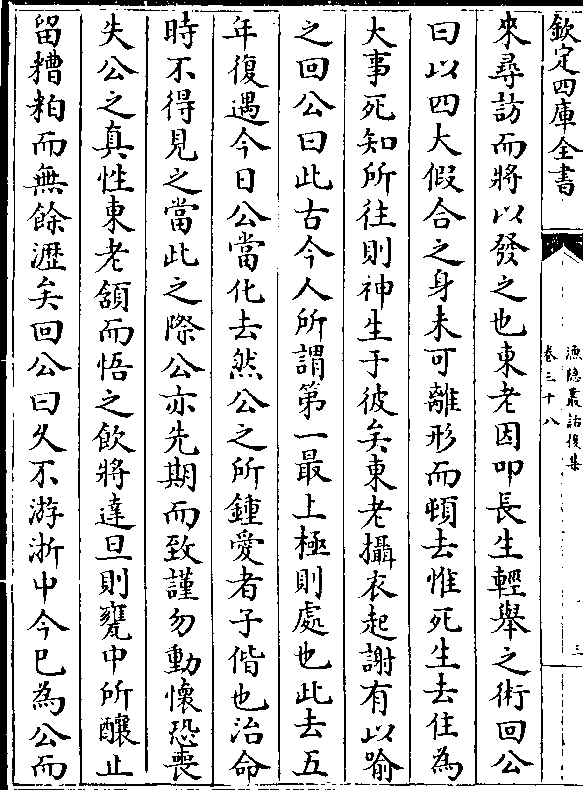 欽定四庫全書
漁隱叢話後集
卷三十八
三
來尋訪而將以發之也東老因叩長生輕舉之術回公
曰以四大假合之身未可離形而頓去惟死生去住為
大事死知所往則神生于彼矣東老攝衣起謝有以喻
之回公曰此古今人所謂第一最上極則處也此去五
年復遇今日公當化去然公之所鍾愛者子偕也治命
時不得見之當此之際公亦先期而致謹勿動懷恐喪
失公之真性東老頷而悟之飲將達旦則甕中所釀止
留糟粕而無餘瀝矣回公曰久不游浙中今已為公而